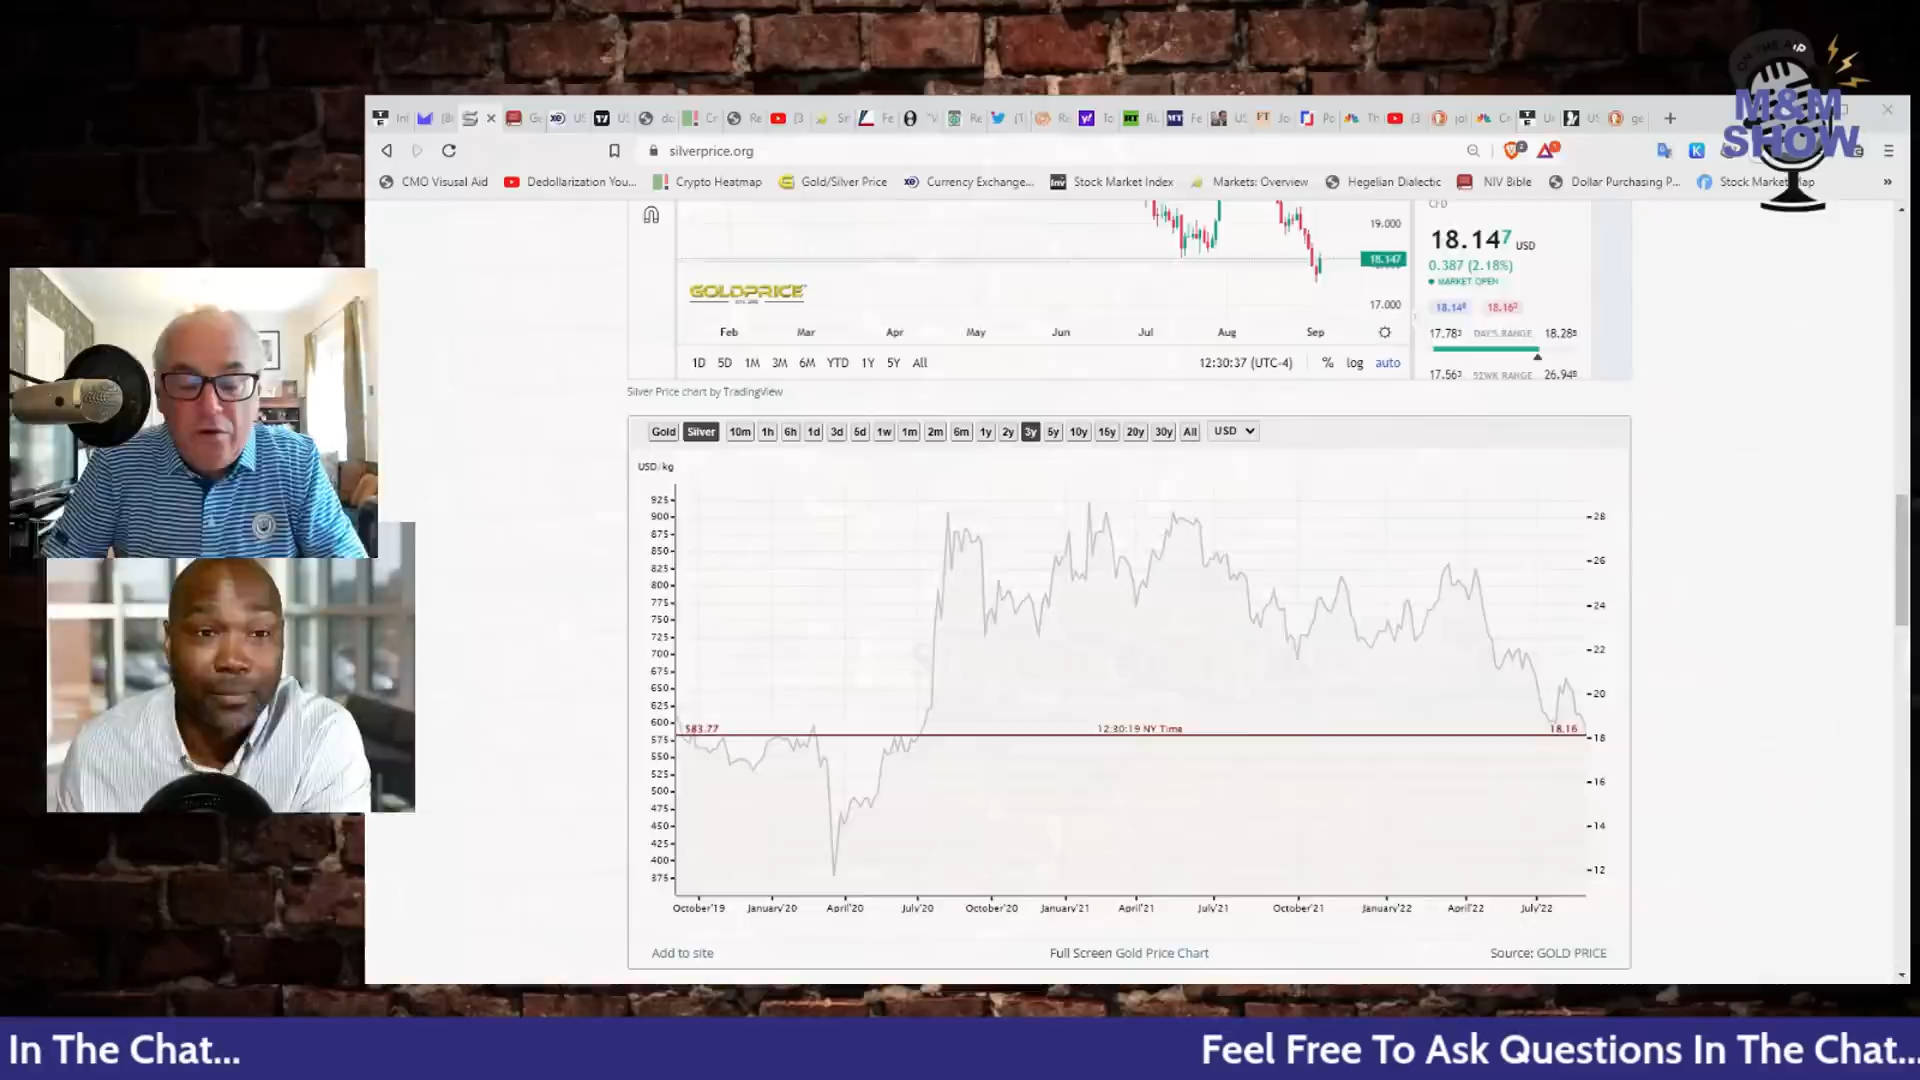 ON THE AIR
M&M
SHOW
silverprice.org
CMO Visusal Aid
Dedollarization You...
Crypto Heatmap
Gold/Silver Price
Currency Exchange...
Stock Market Index
Markets: Overview
Hegelian Dialectic
NIV Bible
Dollar Purchasing P...
Stock Market Map
»
19.000
18.147
17.000
GOLDPRICE
Feb Mar Apr May Jun Jul Aug Sep
1D 5D 1M 3M 6M YTD 1Y 5Y All
12:30:37 (UTC-4) % log auto
CFD
18.147 USD
0.387 (2.18%)
MARKET OPEN
17.783 DAY'S RANGE 18.285
17.563 52WK RANGE 26.948
Silver Price chart by TradingView
Gold Silver 10m 1h 6h 1d 3d 5d 1w 1m 2m 6m 1y 2y 3y 5y 10y 15y 20y 30y All USD
USD/kg
925
900
875
850
825
800
775
750
725
700
675
650
625
600
575
550
525
500
475
450
425
400
375
28
26
24
22
20
18
16
14
12
583.77 12:30:19 NY Time 18.16
October'19 January'20 April'20 July'20 October'20 January'21 April'21 July'21 October'21 January'22 April'22 July'22
Add to site Full Screen Gold Price Chart Source: GOLD PRICE
In The Chat... Feel Free To Ask Questions In The Chat...